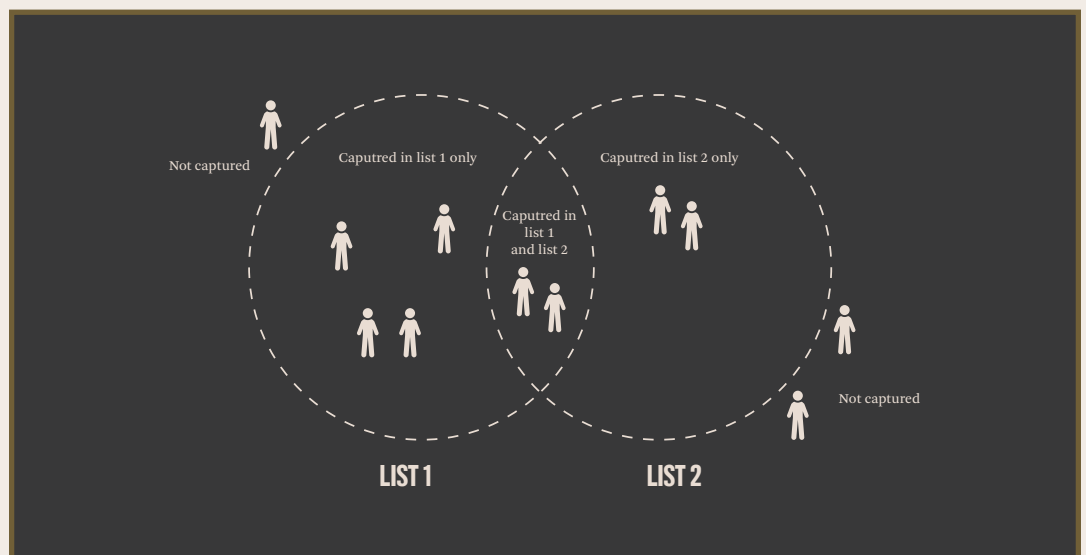 Not captured
Caputred in list 1 only
Caputred in list 2 only
Caputred in
list 1
and list 2
Not captured
LIST 1
LIST 2